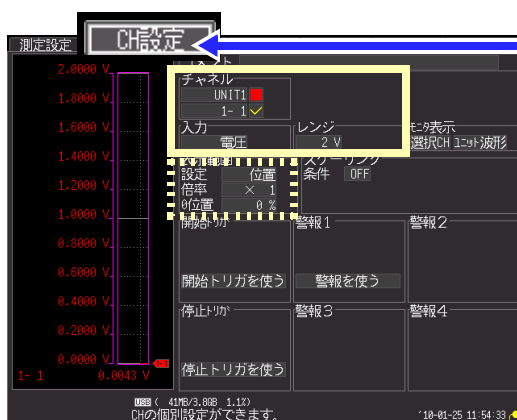 測定設定 CH設定
コメント
2.0000 V
1.8000 V
1.6000 V
1.4000 V
1.2000 V
1.0000 V
0.8000 V
0.6000 V
0.4000 V
0.2000 V
0.0000 V
1- 1 0.0043 V
1-1
チャネル
UNIT1
1- 1
入力 レンジ ﾓﾆﾀ表示
電圧 2 V 選択CH ﾕﾆｯﾄ波形
スケーリング
設定 位置 条件 OFF
倍率 × 1
0位置 0 %
開始ﾄﾘｶﾞ 警報1 警報2
開始トリガを使う 警報を使う
停止ﾄﾘｶﾞ 警報3 警報4
停止トリガを使う
USB ( 41MB/3.8GB 1.1%)
CHの個別設定ができます。 '10-01-25 11:54:33